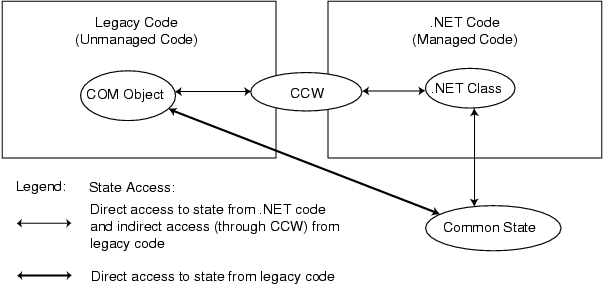 Legacy Code
(Unmanaged Code)
.NET Code
(Managed Code)
COM Object
CCW
.NET Class
Common State
Legend:
State Access:
Direct access to state from .NET code
and indirect access (through CCW) from
legacy code
Direct access to state from legacy code